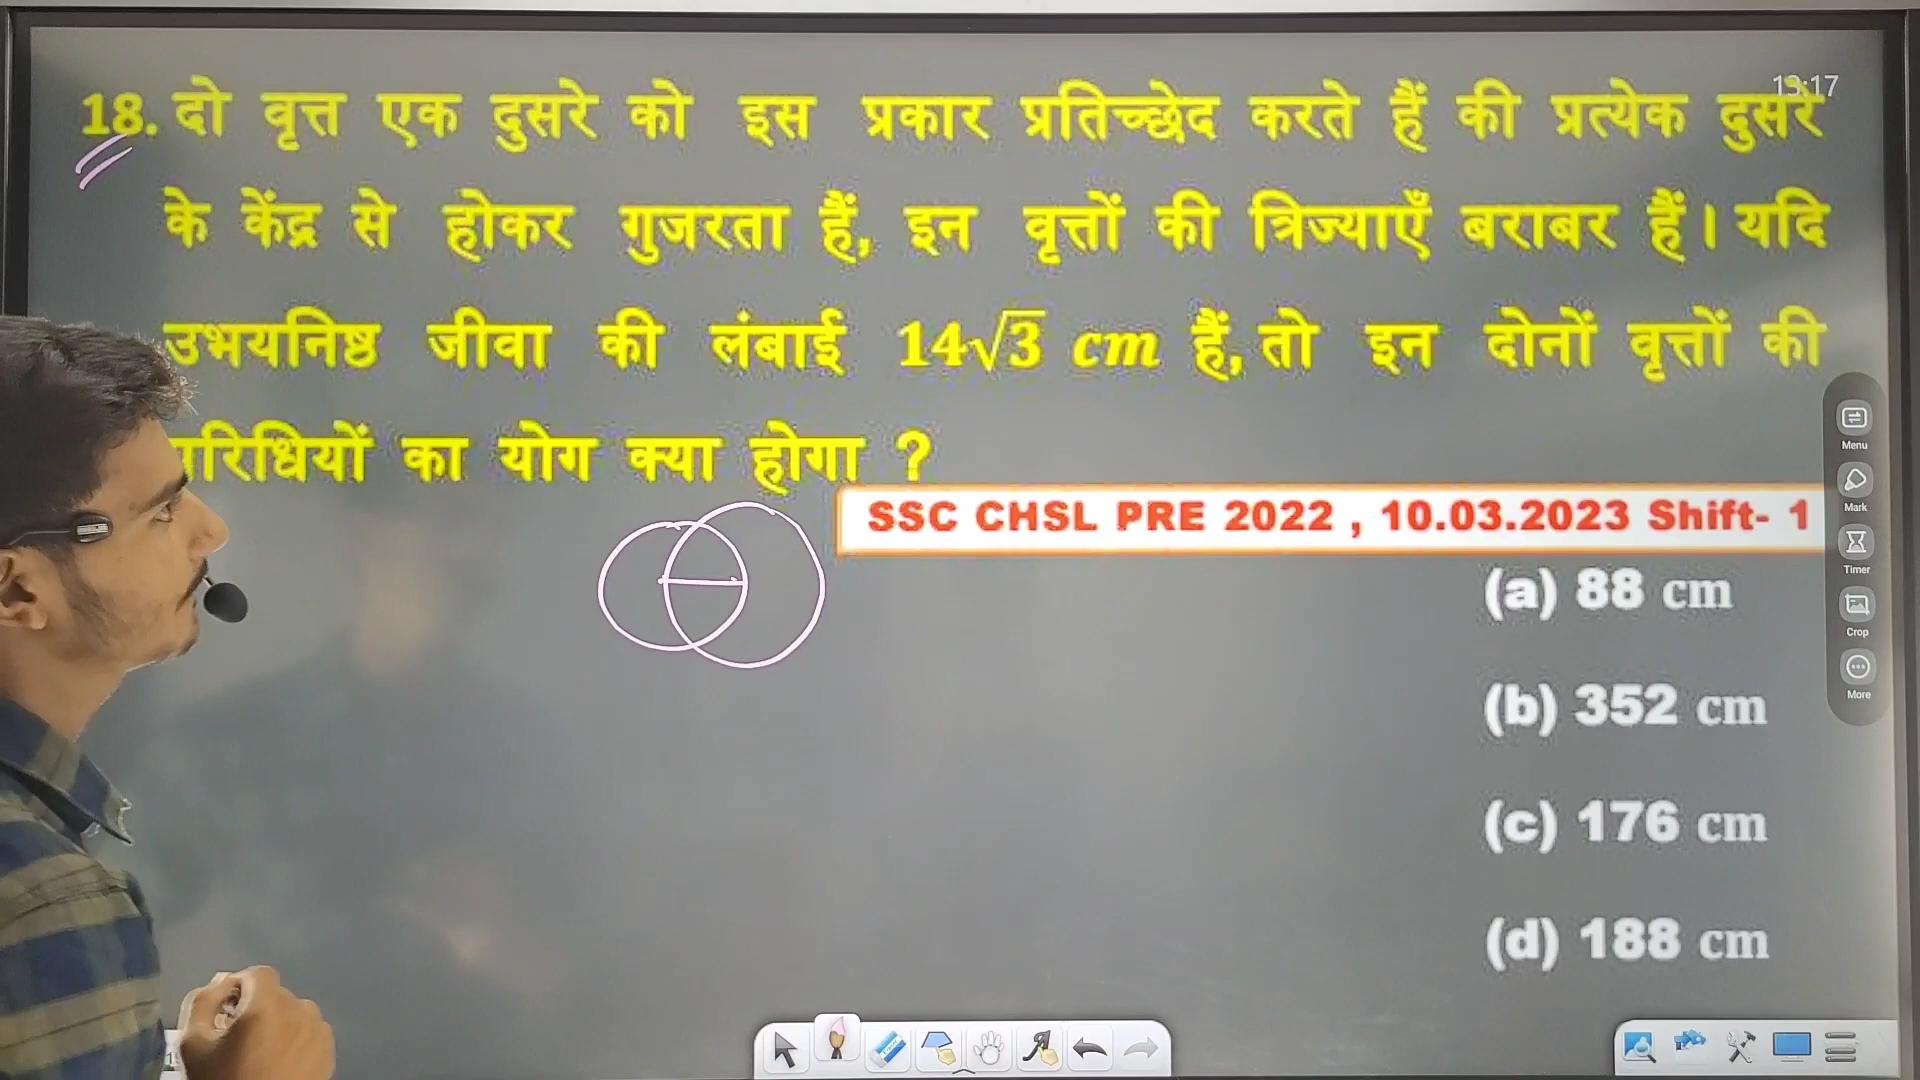 13:17
18. दो वृत्त एक दुसरे को इस प्रकार प्रतिच्छेद करते हैं की प्रत्येक दुसरे
के केंद्र से होकर गुजरता हैं, इन वृत्तों की त्रिज्याएँ बराबर हैं। यदि
उभयनिष्ठ जीवा की लंबाई 14√3 cm हैं, तो इन दोनों वृत्तों की
परिधियों का योग क्या होगा ?
SSC CHSL PRE 2022 , 10.03.2023 Shift- 1
(a) 88 cm
(b) 352 cm
(c) 176 cm
(d) 188 cm
Menu
Mark
Timer
Crop
More